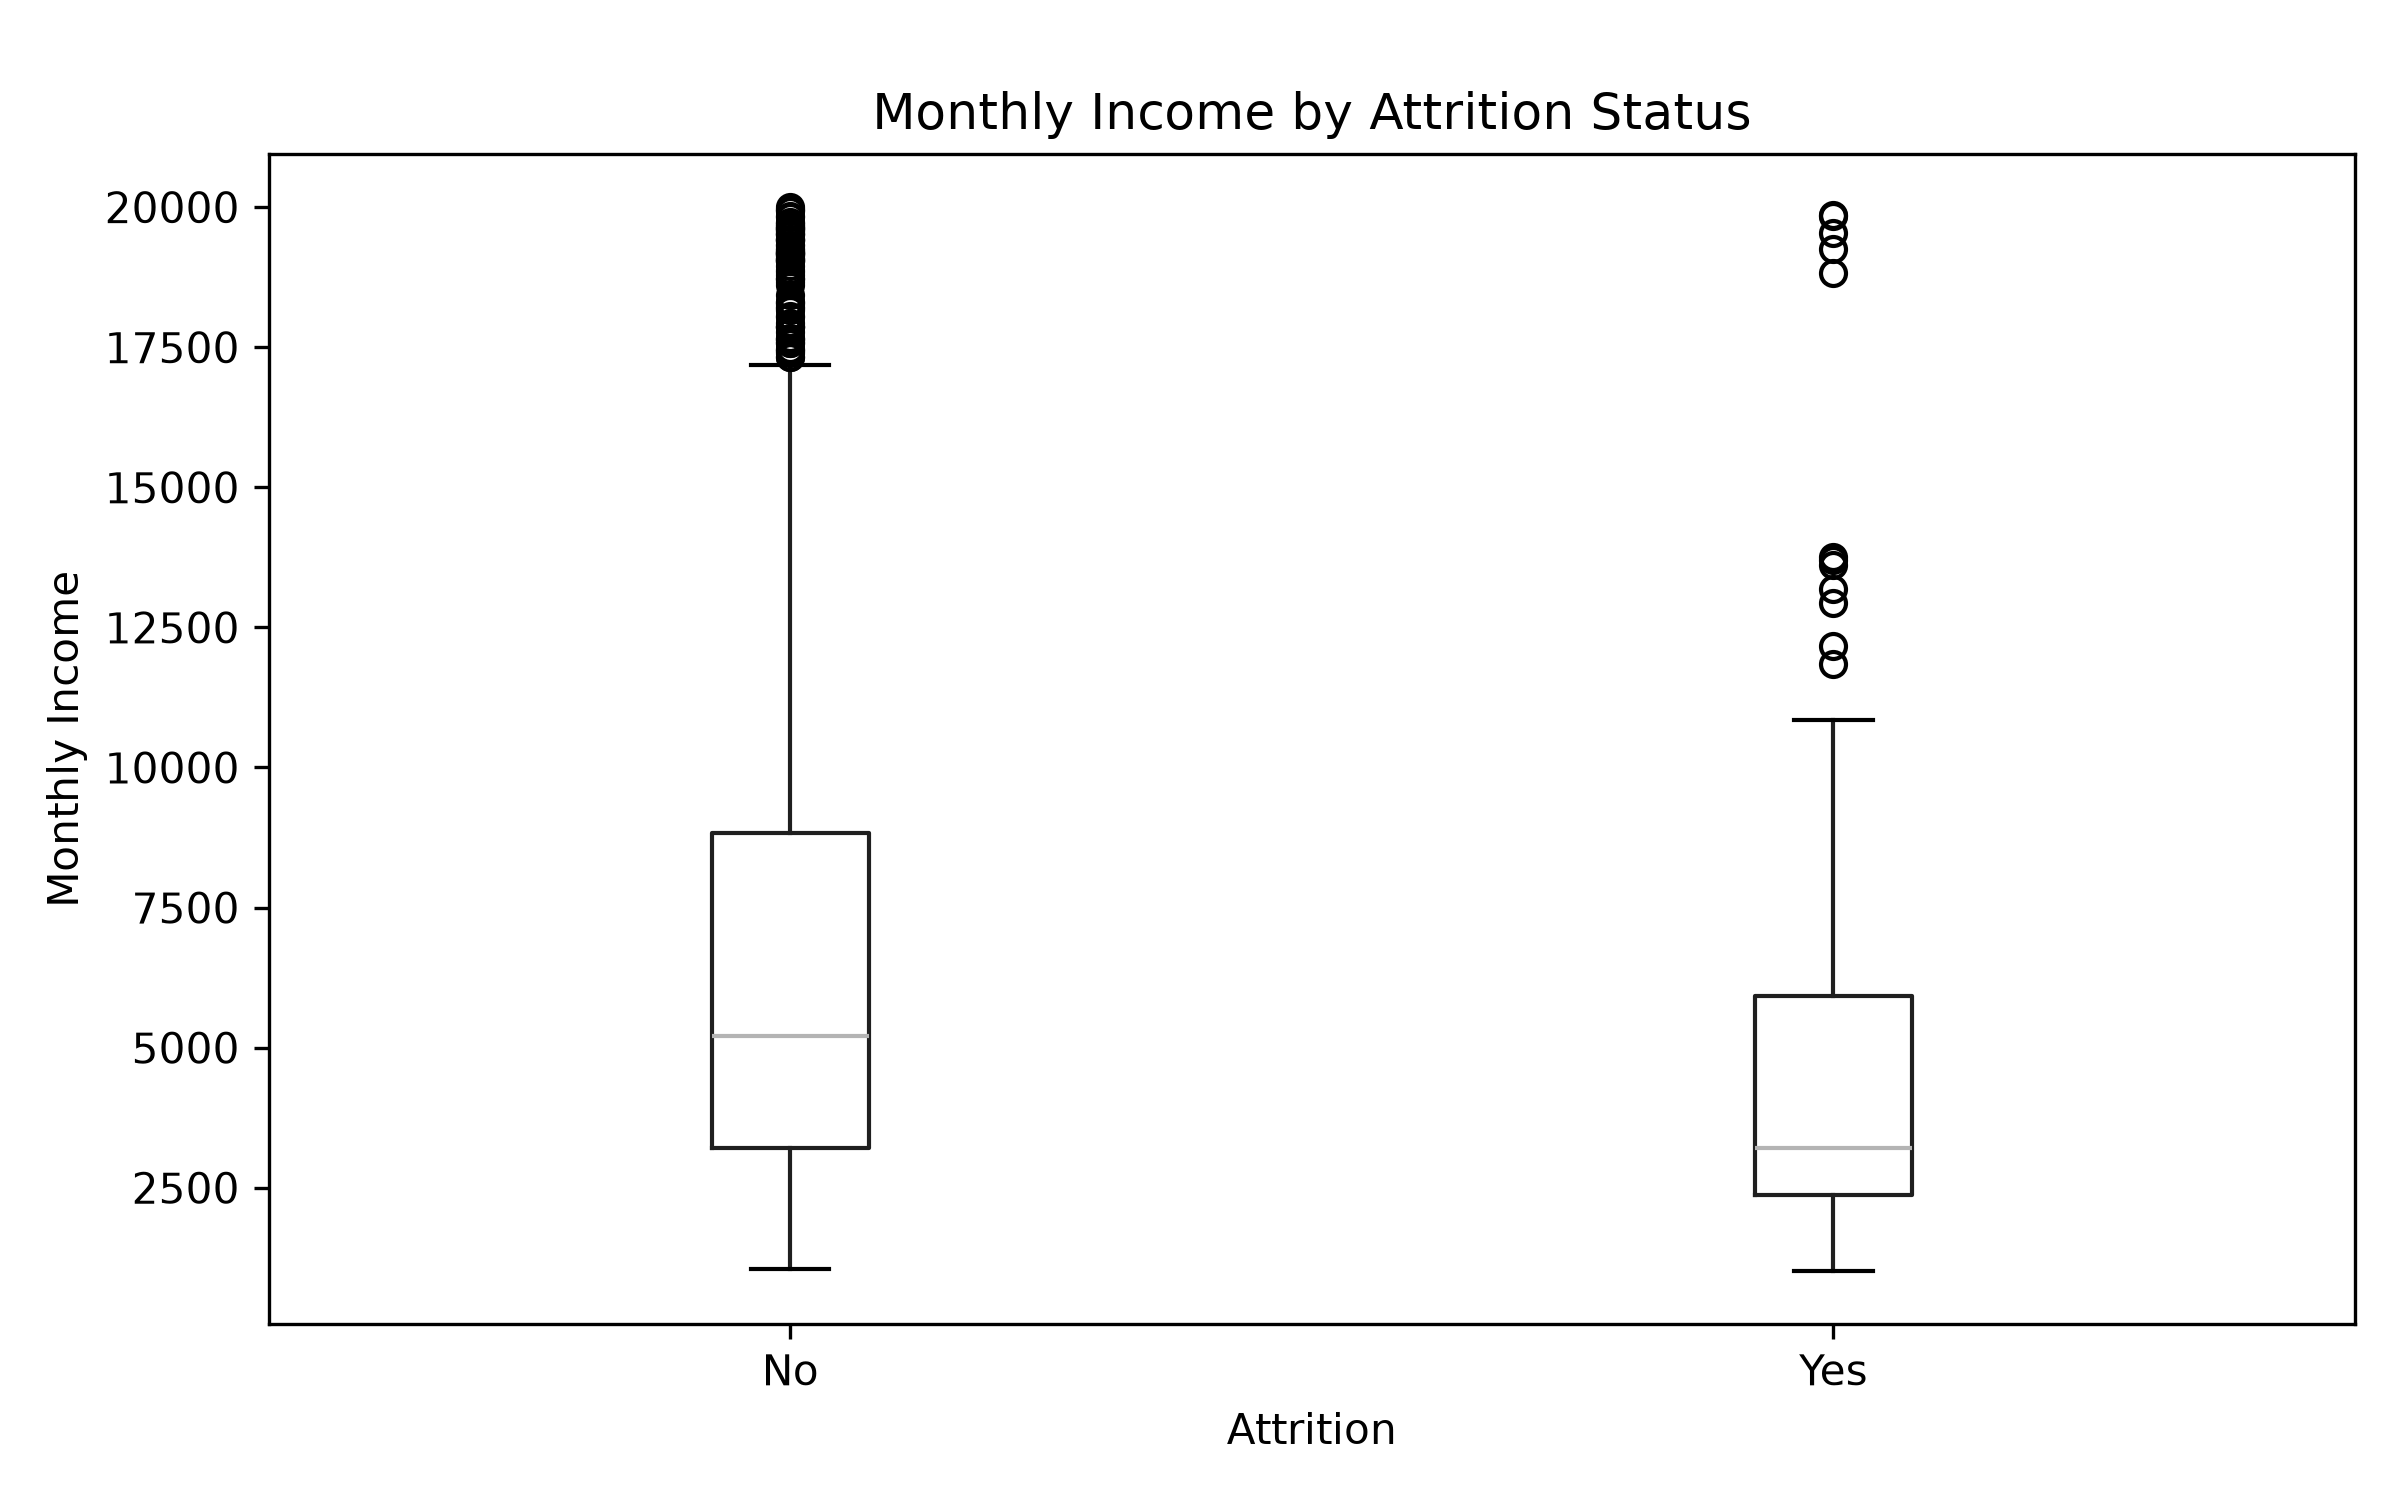 Monthly Income by Attrition Status
Monthly Income
20000
17500
15000
12500
10000
7500
5000
2500
No
Yes
Attrition